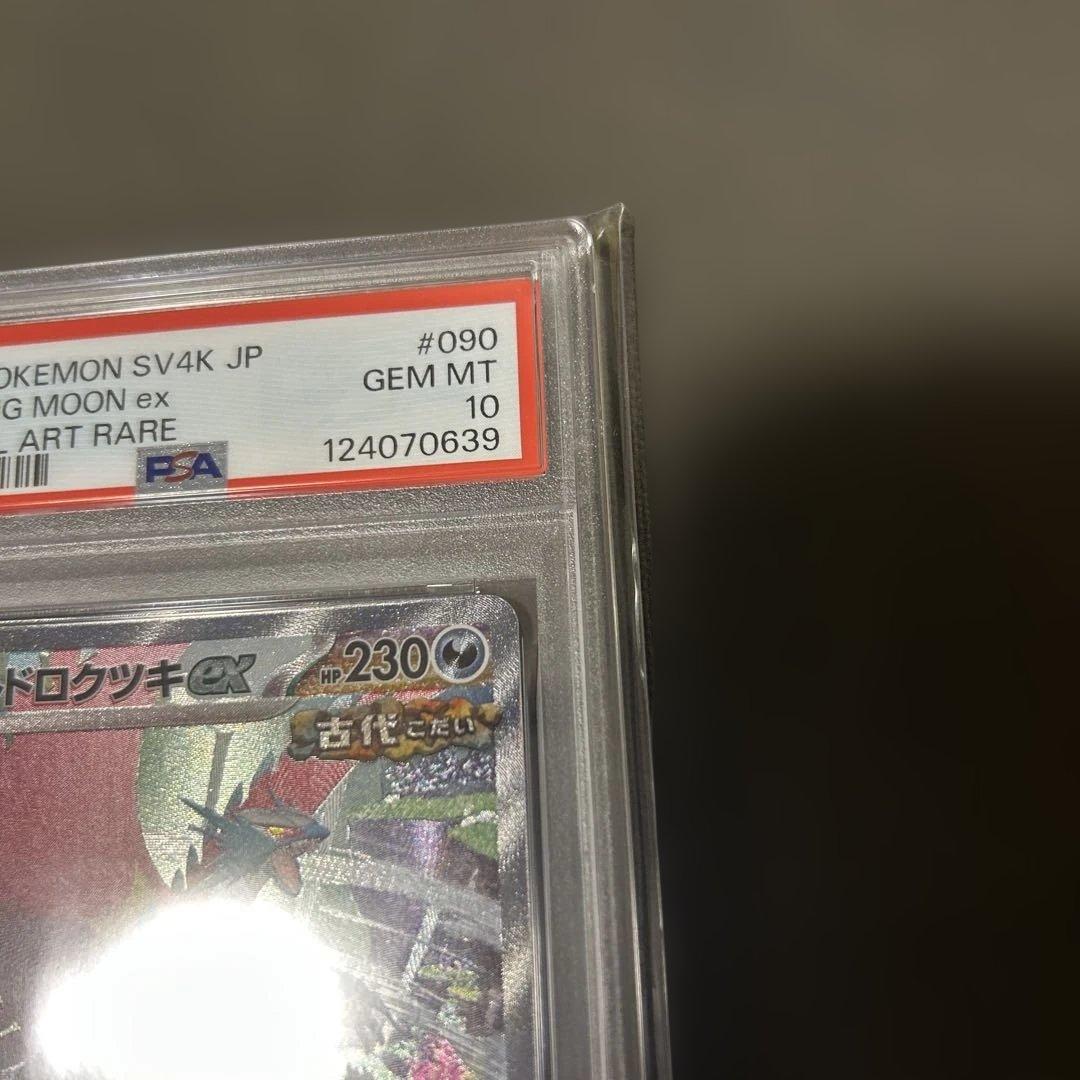 OKEMON SV4K JP #090
G MOON ex GEM MT
ART RARE 10
PSA 124070639
ドロクツキex HP230
古代こだい